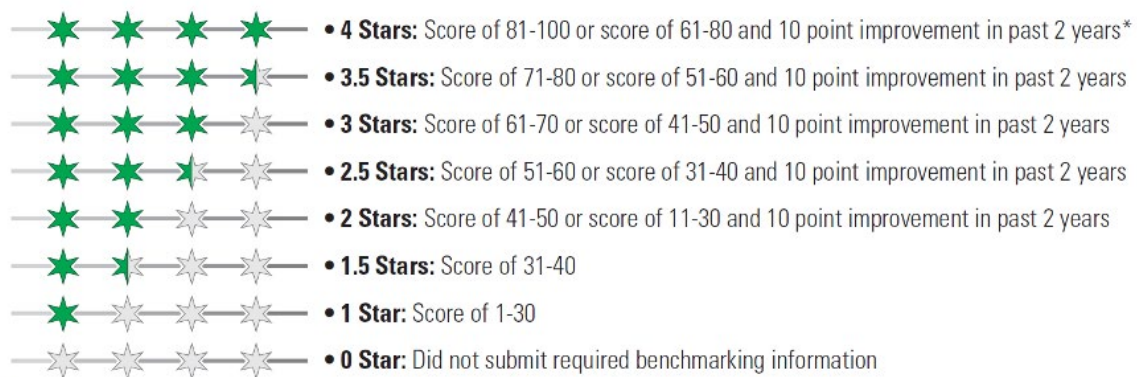 • 4 Stars: Score of 81-100 or score of 61-80 and 10 point improvement in past 2 years*
• 3.5 Stars: Score of 71-80 or score of 51-60 and 10 point improvement in past 2 years
• 3 Stars: Score of 61-70 or score of 41-50 and 10 point improvement in past 2 years
• 2.5 Stars: Score of 51-60 or score of 31-40 and 10 point improvement in past 2 years
• 2 Stars: Score of 41-50 or score of 11-30 and 10 point improvement in past 2 years
• 1.5 Stars: Score of 31-40
• 1 Star: Score of 1-30
• 0 Star: Did not submit required benchmarking information